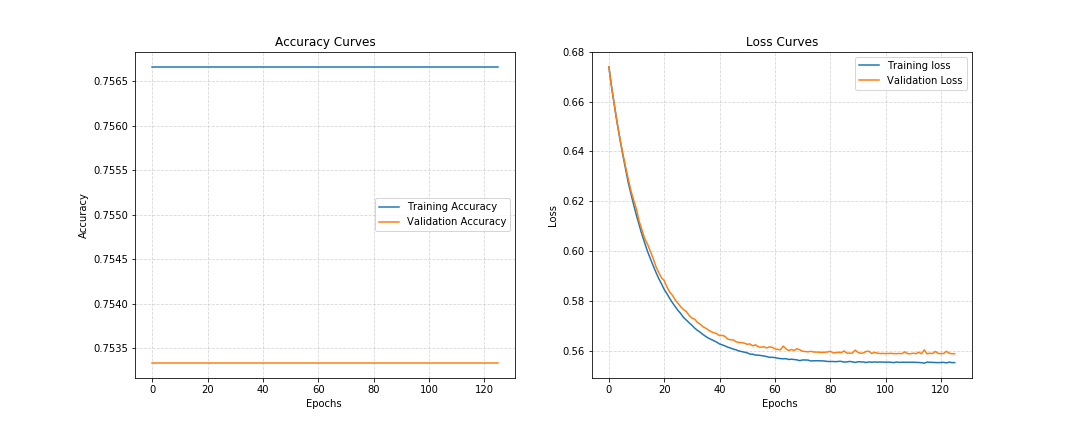 Accuracy Curves
Accuracy
0.7565
0.7560
0.7555
0.7550
0.7545
0.7540
0.7535
Training Accuracy
Validation Accuracy
0 20 40 60 80 100 120
Epochs
Loss Curves
Loss
0.68
0.66
0.64
0.62
0.60
0.58
0.56
Training loss
Validation Loss
0 20 40 60 80 100 120
Epochs